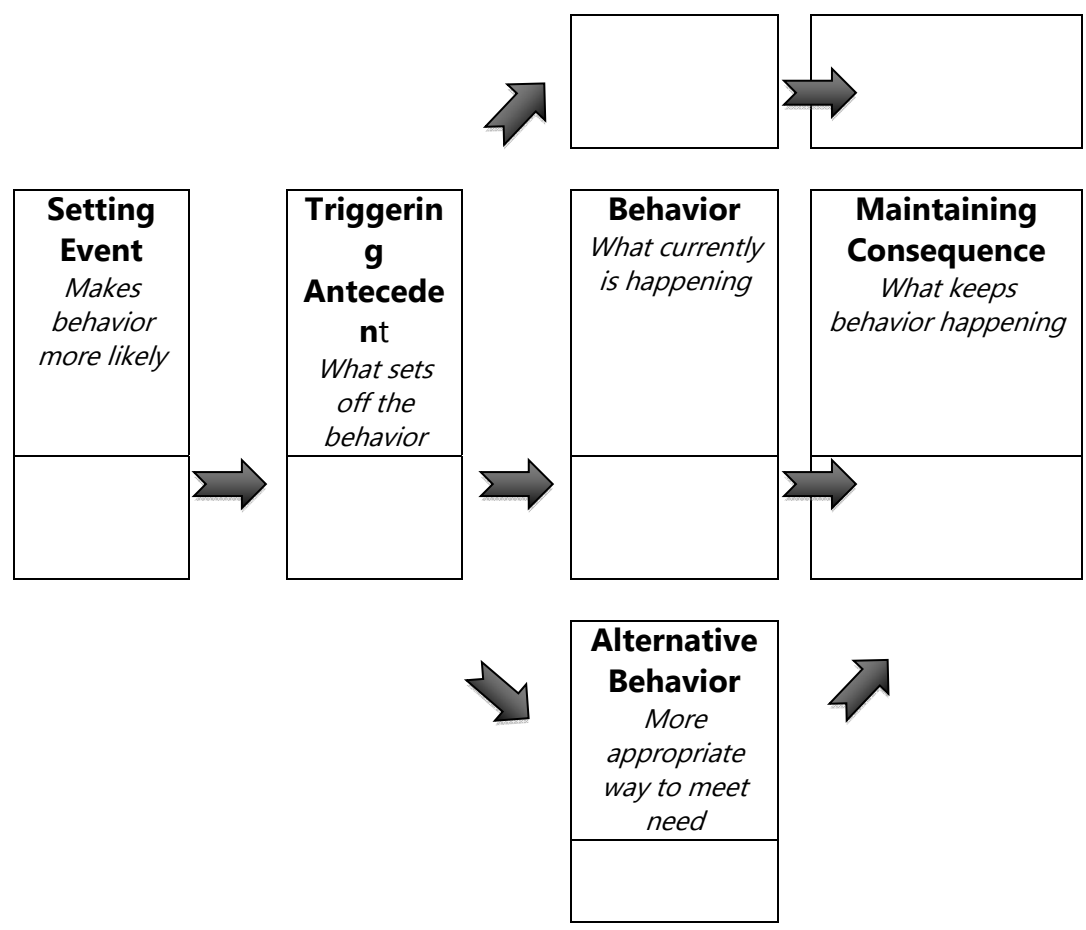 Setting
Event
Makes
behavior
more likely
Triggerin
g
Antecede
nt
What sets
off the
behavior
Behavior
What currently
is happening
Maintaining
Consequence
What keeps
behavior happening
Alternative
Behavior
More
appropriate
way to meet
need